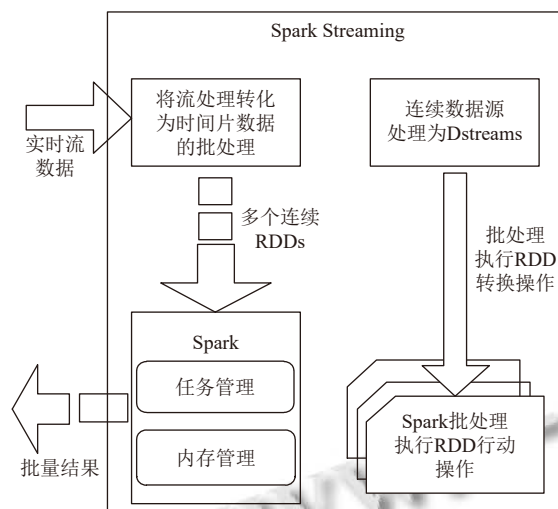 Spark Streaming
将流处理转化
为时间片数据
的批处理
连续数据源
处理为Dstreams
实时流
数据
多个连续
RDDs
批处理
执行RDD
转换操作
Spark
任务管理
内存管理
批量结果
Spark批处理
执行RDD行动
操作